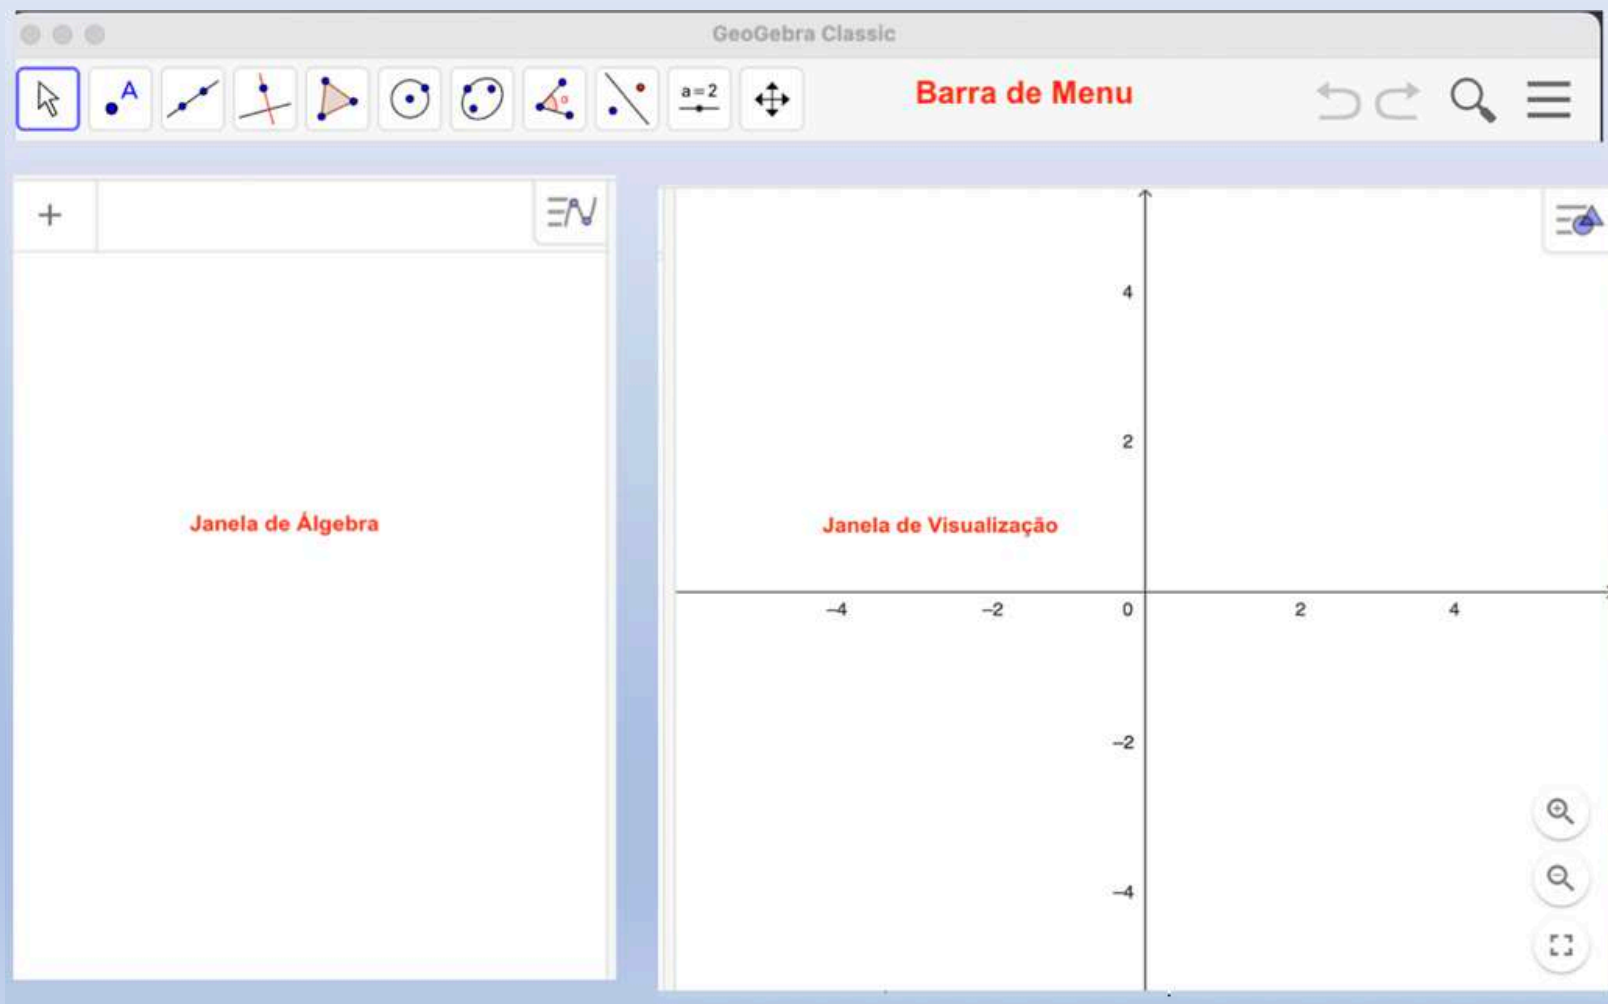 GeoGebra Classic
A
α
a=2
Barra de Menu
Janela de Álgebra
Janela de Visualização
4
2
–4
–2
0
2
4
–2
–4